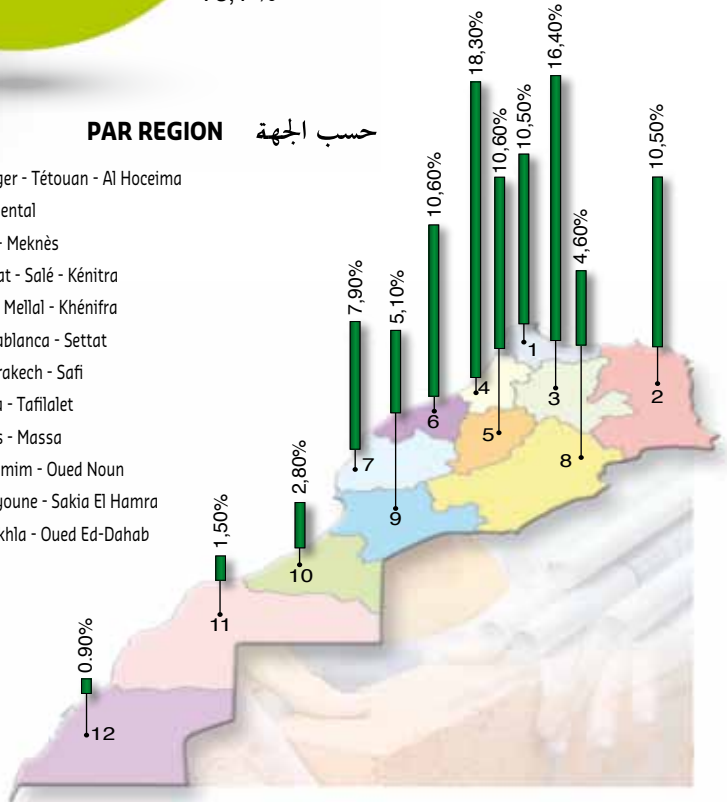 PAR REGION حسب الجهة
ger - Tétouan - Al Hoceima
ental
- Meknès
at - Salé - Kénitra
Mellal - Khénifra
ablanca - Settat
rakech - Safi
a - Tafilalet
s - Massa
mim - Oued Noun
youne - Sakia El Hamra
khla - Oued Ed-Dahab
18,30%
16,40%
10,60%
10,50%
10,50%
10,60%
4,60%
7,90%
5,10%
2,80%
1,50%
0.90%
1
2
3
4
5
6
7
8
9
10
11
12